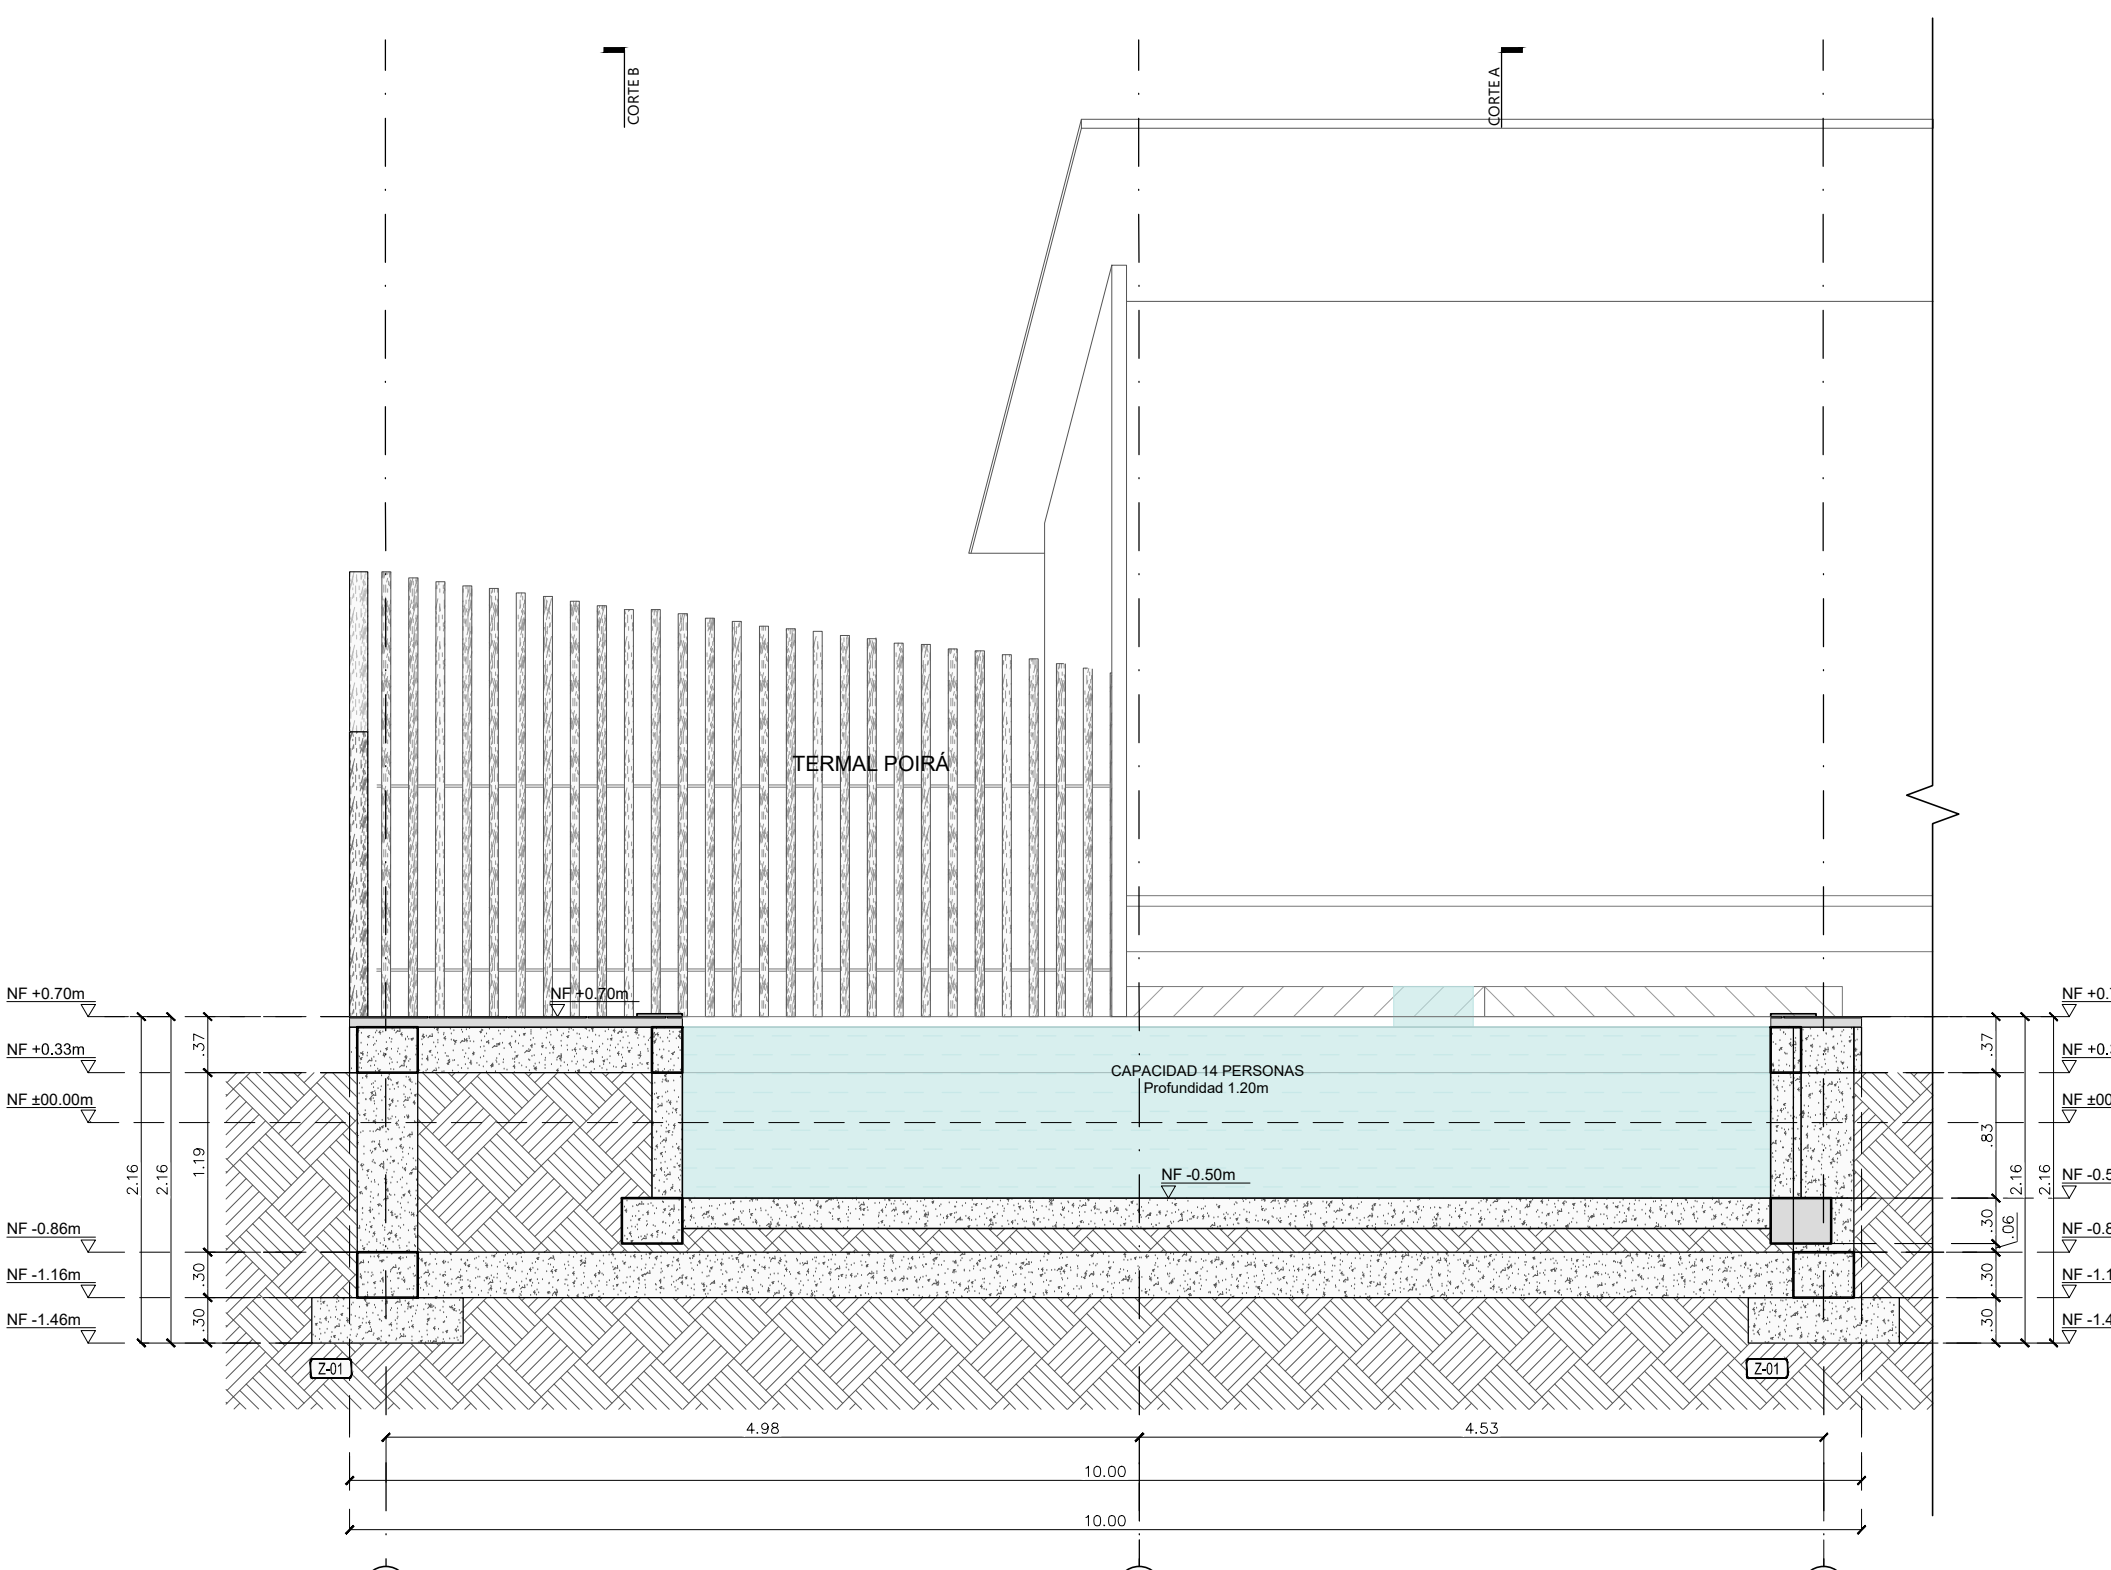 CORTE B
CORTE A
TERMAL POIRÁ
NF +0.70m
NF +0.70m
NF +0.33m
.37
CAPACIDAD 14 PERSONAS
Profundidad 1.20m
.37
NF ±00.00m
2.16
2.16
1.19
NF -0.50m
.83
2.16
2.16
NF -0.86m
.30
.06
NF -1.16m
.30
.30
NF -1.46m
.30
.30
Z-01
Z-01
4.98
4.53
10.00
10.00